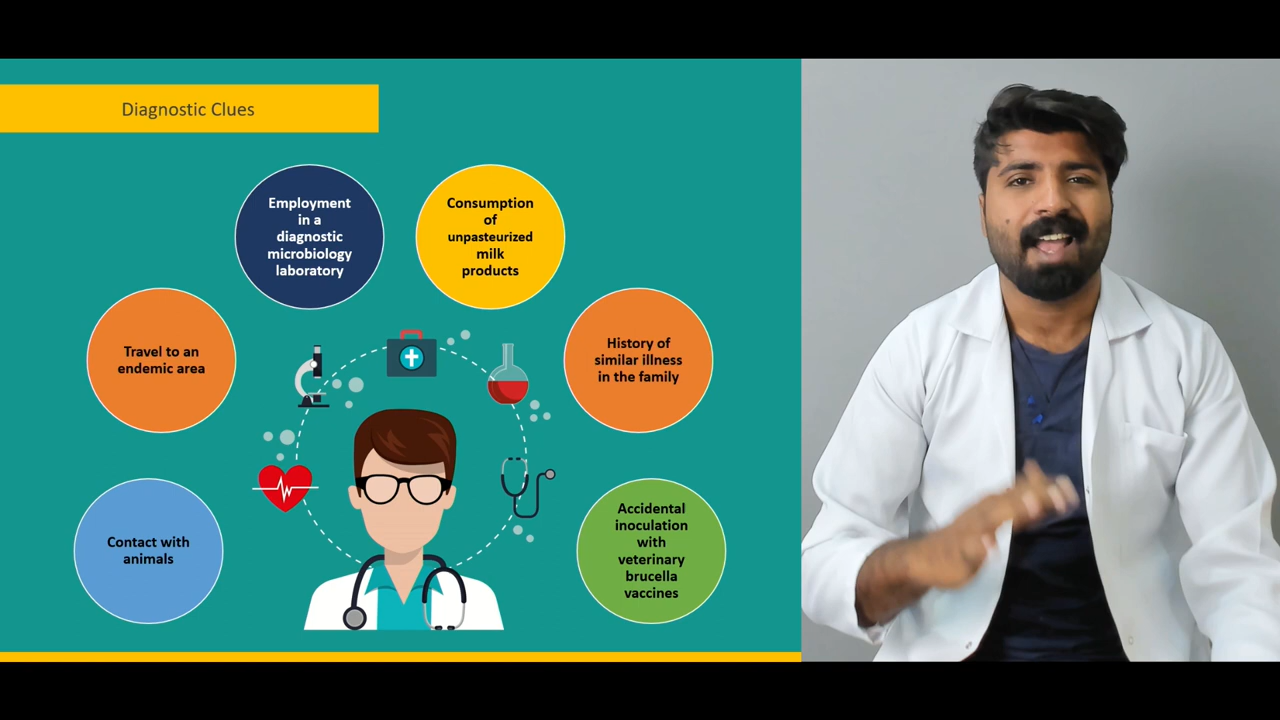 Diagnostic Clues
Employment
in a
diagnostic
microbiology
laboratory
Consumption
of
unpasteurized
milk
products
Travel to an
endemic area
History of
similar illness
in the family
Contact with
animals
Accidental
inoculation
with
veterinary
brucella
vaccines